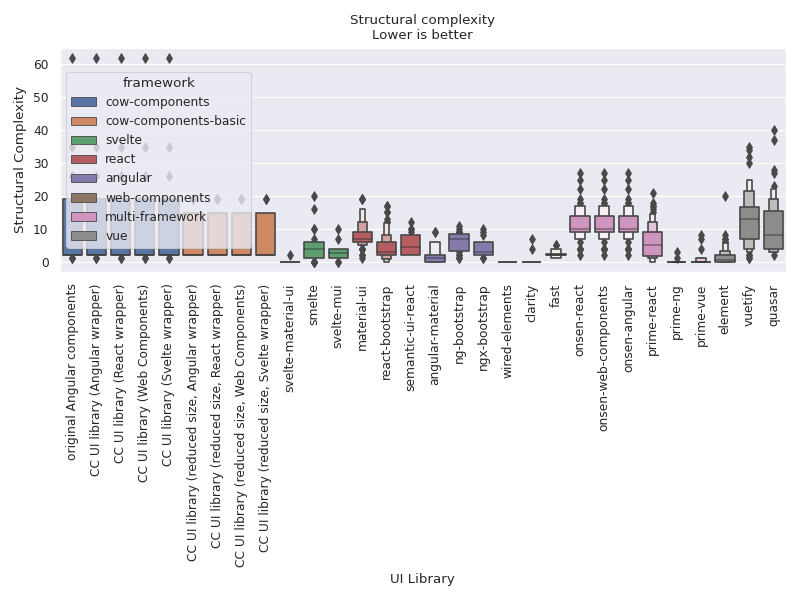 Structural complexity
Lower is better
Structural Complexity
60
50
40
30
20
10
0
framework
cow-components
cow-components-basic
svelte
react
angular
web-components
multi-framework
vue
original Angular components
CC UI library (Angular wrapper)
CC UI library (React wrapper)
CC UI library (Web Components)
CC UI library (Svelte wrapper)
CC UI library (reduced size, Angular wrapper)
CC UI library (reduced size, React wrapper)
CC UI library (reduced size, Web Components)
CC UI library (reduced size, Svelte wrapper)
svelte-material-ui
smelte
svelte-mui
material-ui
react-bootstrap
semantic-ui-react
angular-material
ng-bootstrap
ngx-bootstrap
wired-elements
clarity
fast
onsen-react
onsen-web-components
onsen-angular
prime-react
prime-ng
prime-vue
element
vuetify
quasar
UI Library